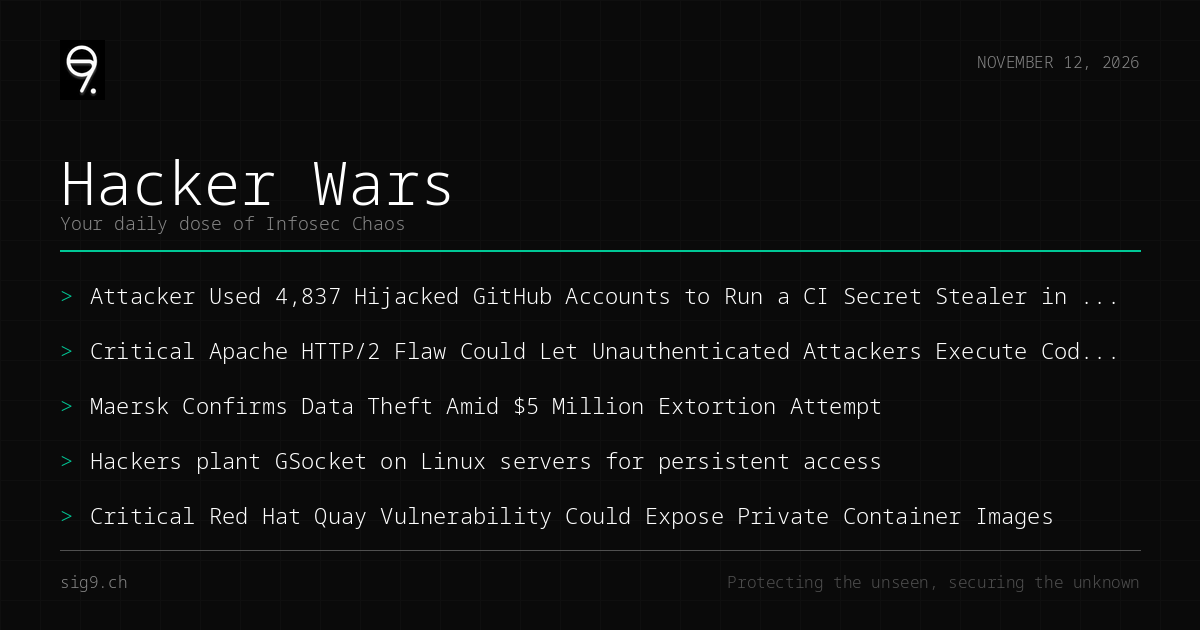 9.
NOVEMBER 12, 2026
Hacker Wars
Your daily dose of Infosec Chaos
> Attacker Used 4,837 Hijacked GitHub Accounts to Run a CI Secret Stealer in ...
> Critical Apache HTTP/2 Flaw Could Let Unauthenticated Attackers Execute Cod...
> Maersk Confirms Data Theft Amid $5 Million Extortion Attempt
> Hackers plant GSocket on Linux servers for persistent access
> Critical Red Hat Quay Vulnerability Could Expose Private Container Images
sig9.ch
Protecting the unseen, securing the unknown